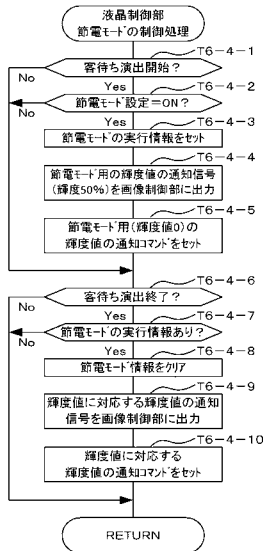 液晶制御部
節電モードの制御処理
T6-4-1
客待ち演出開始？
No
Yes
T6-4-2
節電モード設定＝ON？
No
Yes
T6-4-3
節電モードの実行情報をセット
T6-4-4
節電モード用の輝度値の通知信号
(輝度50%)を画像制御部に出力
T6-4-5
節電モード用(輝度値0)の
輝度値の通知コマンドをセット
T6-4-6
客待ち演出終了？
No
Yes
T6-4-7
節電モードの実行情報あり？
No
Yes
T6-4-8
節電モード情報をクリア
T6-4-9
輝度値に対応する輝度値の通知
信号を画像制御部に出力
T6-4-10
輝度値に対応する
輝度値の通知コマンドをセット
RETURN